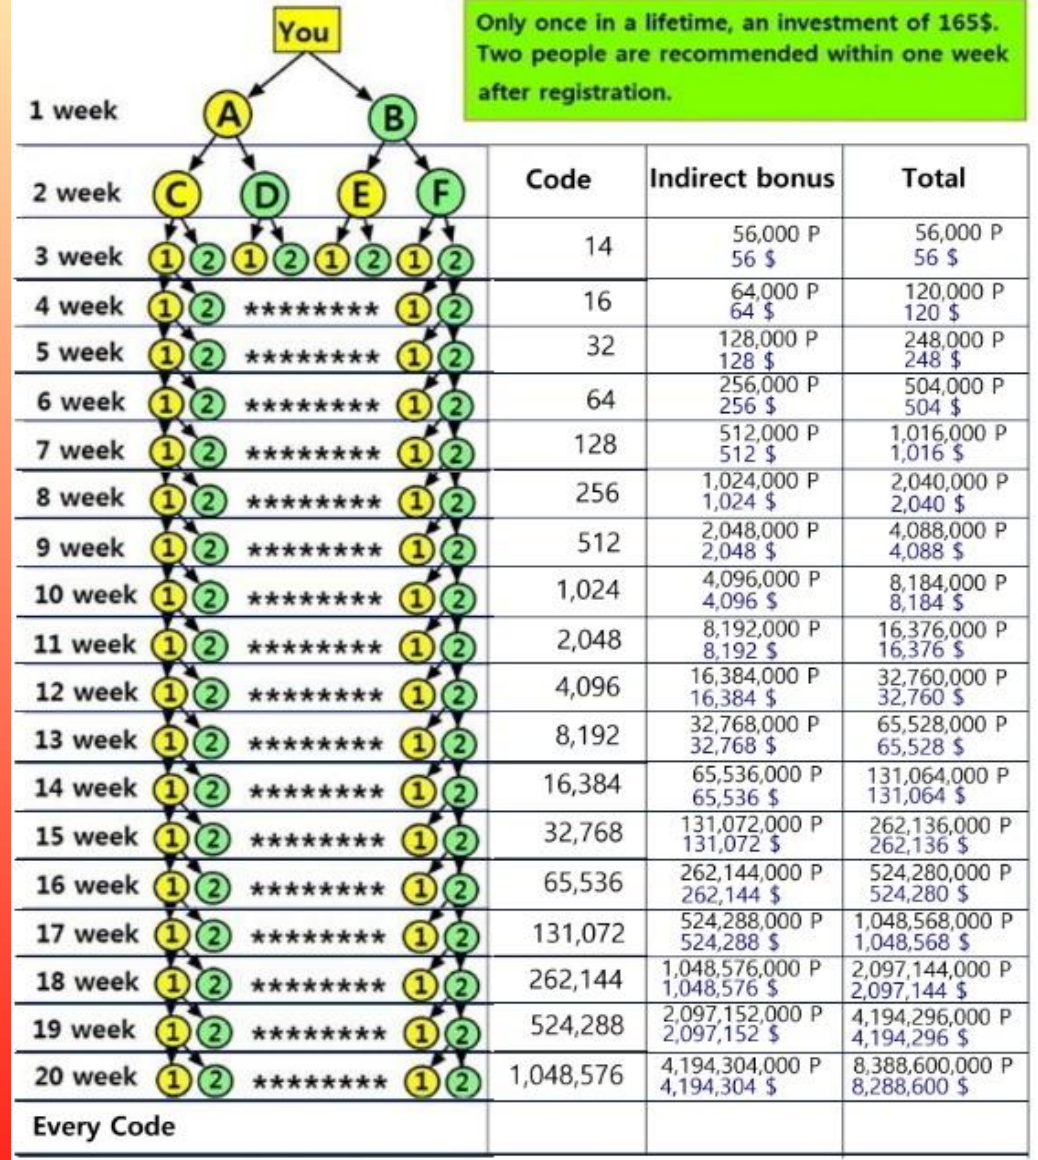 You
Only once in a lifetime, an investment of 165$.
Two people are recommended within one week
after registration.
1 week
A
B
Code
Indirect bonus
Total
2 week
C
D
E
F
3 week
1 2 1 2 1 2 1 2
14
56,000 P
56 $
56,000 P
56 $
4 week
1 2 ******** 1 2
16
64,000 P
64 $
120,000 P
120 $
5 week
1 2 ******** 1 2
32
128,000 P
128 $
248,000 P
248 $
6 week
1 2 ******** 1 2
64
256,000 P
256 $
504,000 P
504 $
7 week
1 2 ******** 1 2
128
512,000 P
512 $
1,016,000 P
1,016 $
8 week
1 2 ******** 1 2
256
1,024,000 P
1,024 $
2,040,000 P
2,040 $
9 week
1 2 ******** 1 2
512
2,048,000 P
2,048 $
4,088,000 P
4,088 $
10 week
1 2 ******** 1 2
1,024
4,096,000 P
4,096 $
8,184,000 P
8,184 $
11 week
1 2 ******** 1 2
2,048
8,192,000 P
8,192 $
16,376,000 P
16,376 $
12 week
1 2 ******** 1 2
4,096
16,384,000 P
16,384 $
32,760,000 P
32,760 $
13 week
1 2 ******** 1 2
8,192
32,768,000 P
32,768 $
65,528,000 P
65,528 $
14 week
1 2 ******** 1 2
16,384
65,536,000 P
65,536 $
131,064,000 P
131,064 $
15 week
1 2 ******** 1 2
32,768
131,072,000 P
131,072 $
262,136,000 P
262,136 $
16 week
1 2 ******** 1 2
65,536
262,144,000 P
262,144 $
524,280,000 P
524,280 $
17 week
1 2 ******** 1 2
131,072
524,288,000 P
524,288 $
1,048,568,000 P
1,048,568 $
18 week
1 2 ******** 1 2
262,144
1,048,576,000 P
1,048,576 $
2,097,144,000 P
2,097,144 $
19 week
1 2 ******** 1 2
524,288
2,097,152,000 P
2,097,152 $
4,194,296,000 P
4,194,296 $
20 week
1 2 ******** 1 2
1,048,576
4,194,304,000 P
4,194,304 $
8,388,600,000 P
8,288,600 $
Every Code